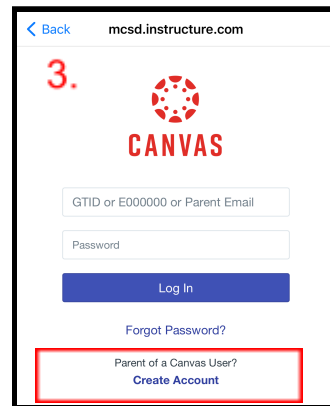 Back mcsd.instructure.com
3.
CANVAS
GTID or E000000 or Parent Email
Password
Log In
Forgot Password?
Parent of a Canvas User?
Create Account